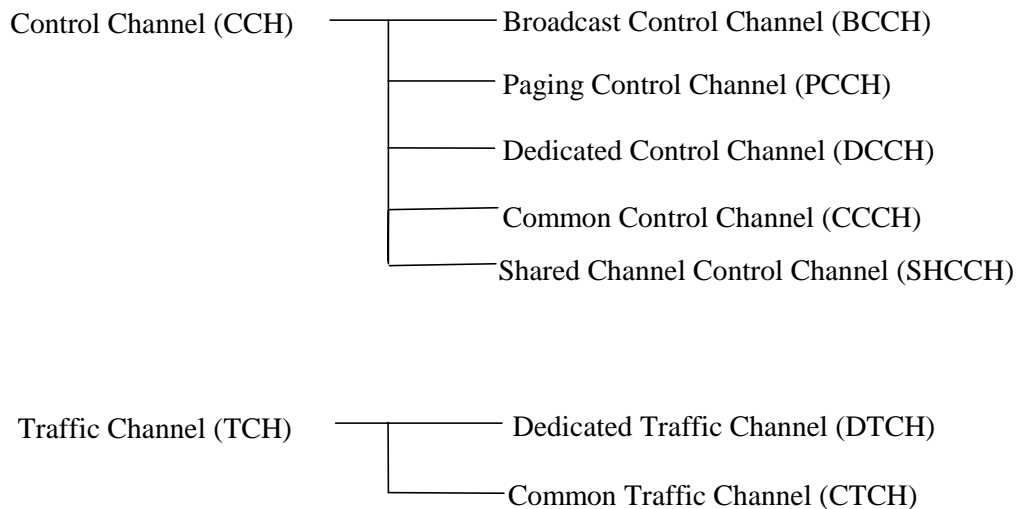 Control Channel (CCH)
Broadcast Control Channel (BCCH)
Paging Control Channel (PCCH)
Dedicated Control Channel (DCCH)
Common Control Channel (CCCH)
Shared Channel Control Channel (SHCCH)
Traffic Channel (TCH)
Dedicated Traffic Channel (DTCH)
Common Traffic Channel (CTCH)